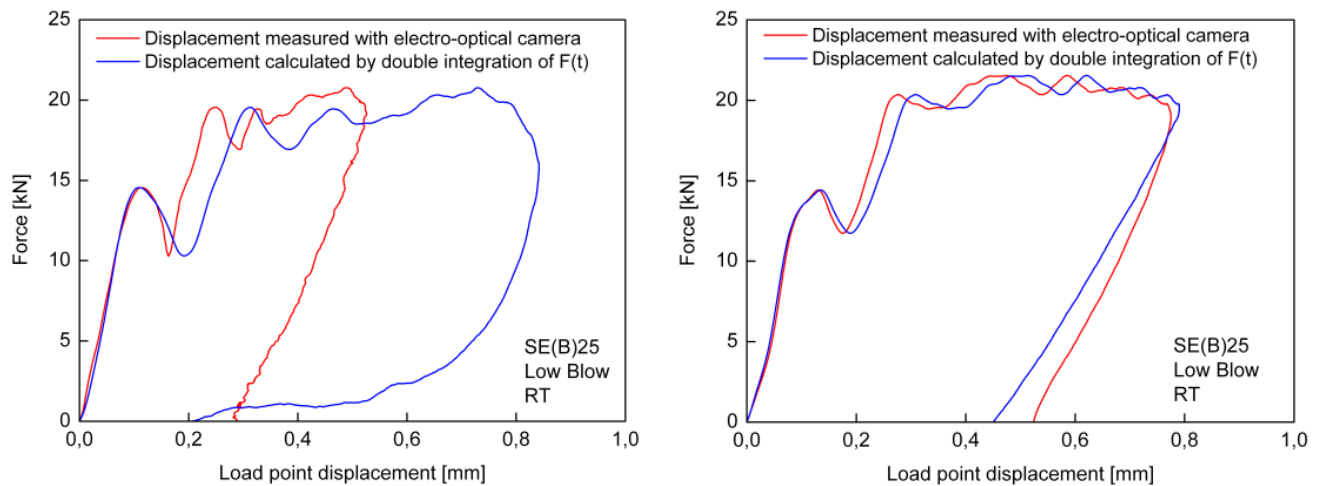 25
20
15
10
5
0
Force [kN]
Displacement measured with electro-optical camera
Displacement calculated by double integration of F(t)
SE(B)25
Low Blow
RT
0,0 0,2 0,4 0,6 0,8 1,0
Load point displacement [mm]
25
20
15
10
5
0
Force [kN]
Displacement measured with electro-optical camera
Displacement calculated by double integration of F(t)
SE(B)25
Low Blow
RT
0,0 0,2 0,4 0,6 0,8 1,0
Load point displacement [mm]